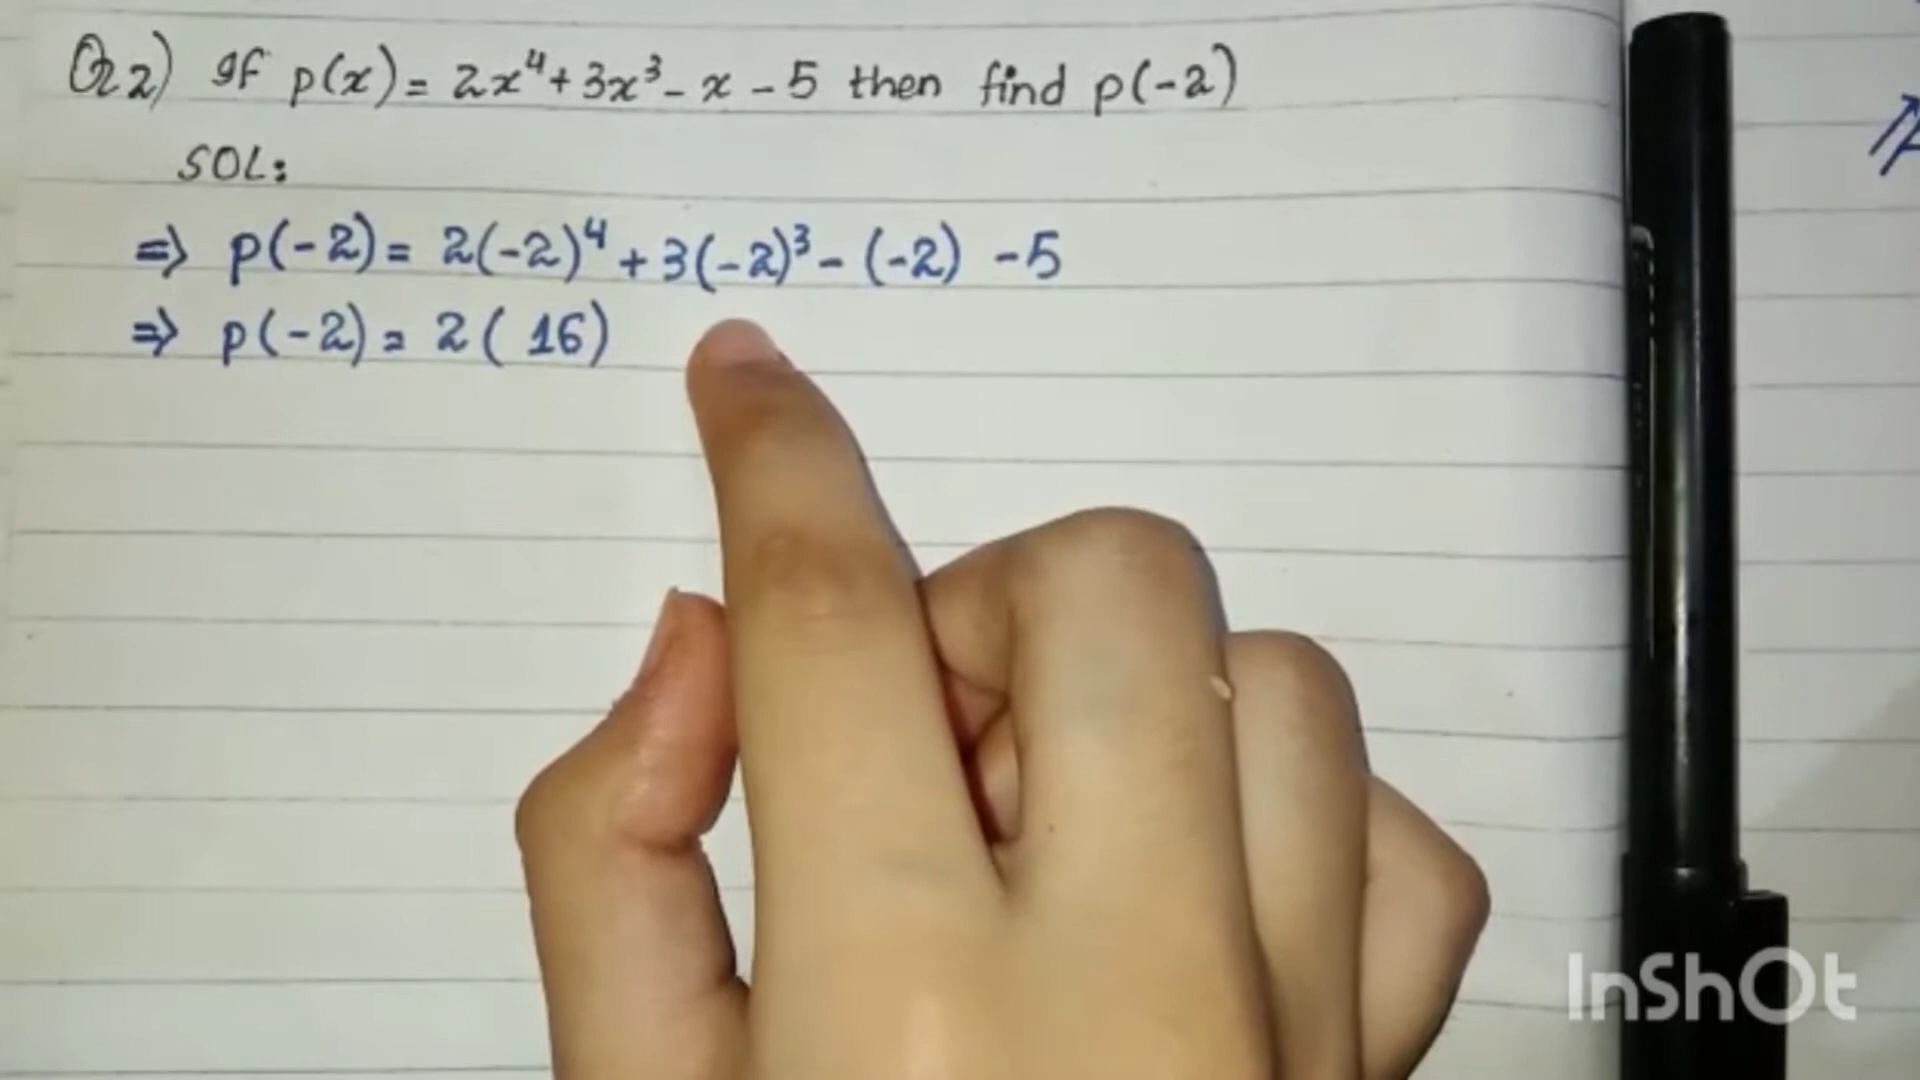 Q2) If p(x) = 2x⁴ + 3x³ - x - 5 then find p(-2)
SOL:
⇒ p(-2) = 2(-2)⁴ + 3(-2)³ - (-2) - 5
⇒ p(-2) = 2( 16)
InShOt